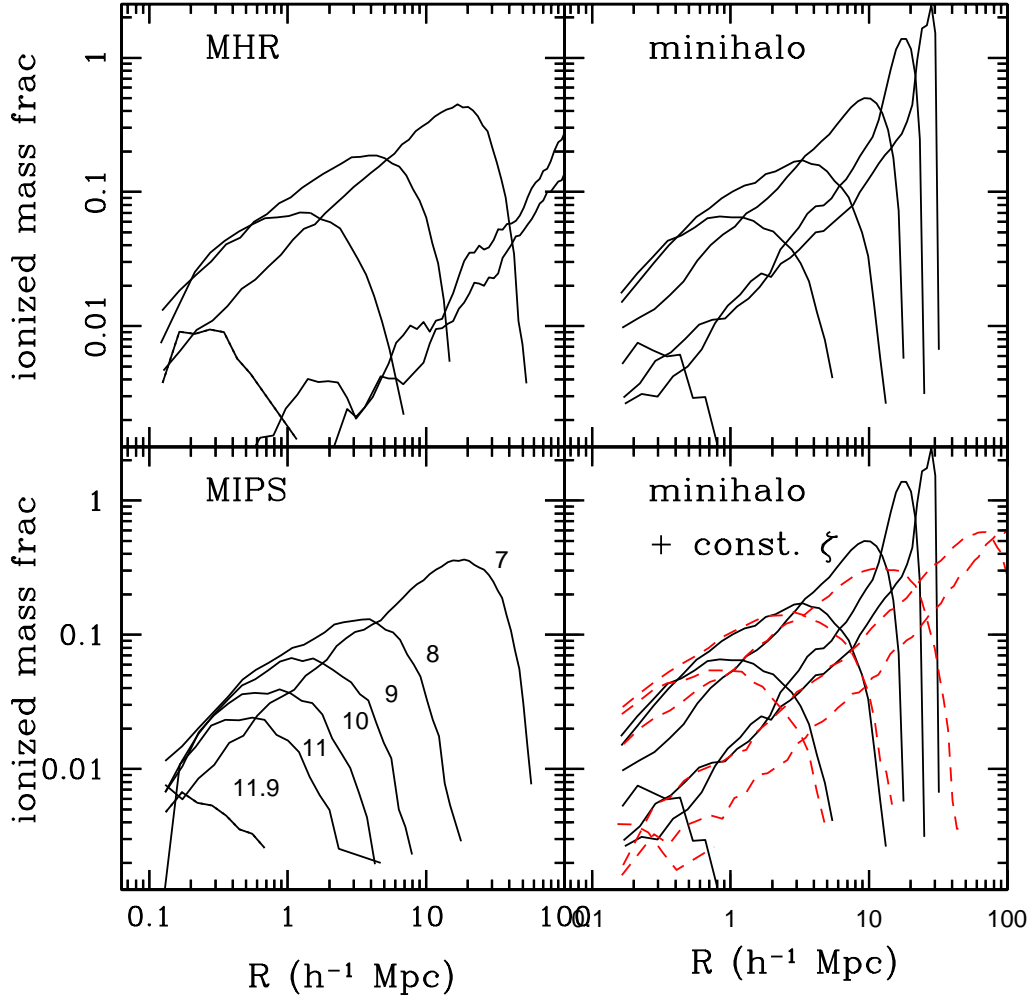 MHR
minihalo
ionized mass frac
1
0.1
0.01
MIPS
minihalo
+ const. ζ
ionized mass frac
1
0.1
0.01
7
8
9
10
11
11.9
0.1 1 10 100
0.1 1 10 100
R (h⁻¹ Mpc)
R (h⁻¹ Mpc)